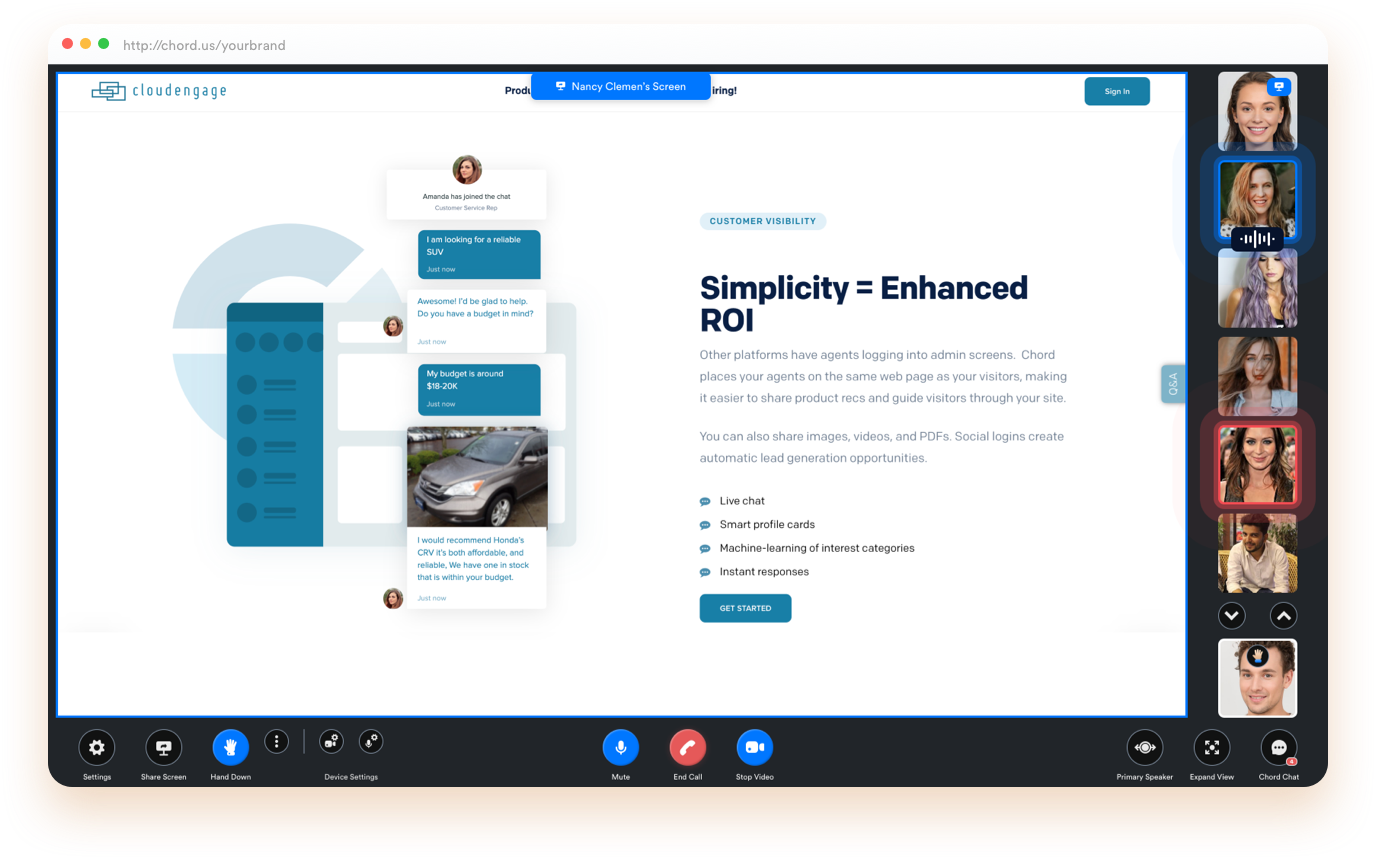 http://chord.us/yourbrand
cloudengage
Nancy Clemen's Screen
iring!
Sign In
Amanda has joined the chat
Customer Service Rep
I am looking for a reliable
SUV
Just now
Awesome! I'd be glad to help.
Do you have a budget in mind?
Just now
My budget is around
$18-20K
Just now
I would recommend Honda's
CRV it's both affordable, and
reliable, We have one in stock
that is within your budget.
Just now
CUSTOMER VISIBILITY
Simplicity = Enhanced
ROI
Other platforms have agents logging into admin screens. Chord
places your agents on the same web page as your visitors, making
it easier to share product recs and guide visitors through your site.
You can also share images, videos, and PDFs. Social logins create
automatic lead generation opportunities.
Live chat
Smart profile cards
Machine-learning of interest categories
Instant responses
GET STARTED
Q&A
Settings
Share Screen
Hand Down
Device Settings
Mute
End Call
Stop Video
Primary Speaker
Expand View
Chord Chat
4